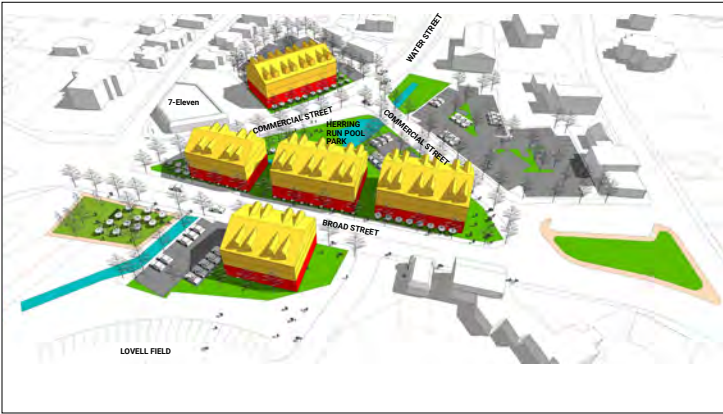 WATER STREET
7-Eleven
COMMERCIAL STREET
HERRING
RUN POOL
PARK
COMMERCIAL STREET
BROAD STREET
LOVELL FIELD